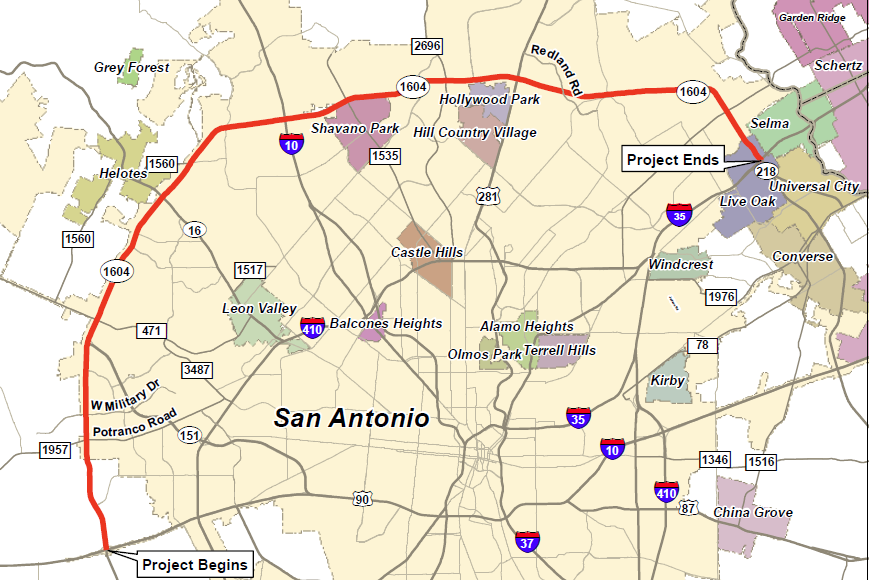 Garden Ridge
2696
Redland Rd
Grey Forest
Schertz
1604
1604
Hollywood Park
Selma
Shavano Park
Hill Country Village
10
1535
Project Ends
1560
Helotes
218
Universal City
281
Live Oak
35
16
1560
Castle Hills
Converse
1604
1517
Windcrest
1976
Leon Valley
410
Balcones Heights
471
Alamo Heights
78
Olmos Park
Terrell Hills
3487
Kirby
W Military Dr
San Antonio
35
Potranco Road
151
1957
10
1346
1516
410
90
87
China Grove
37
Project Begins